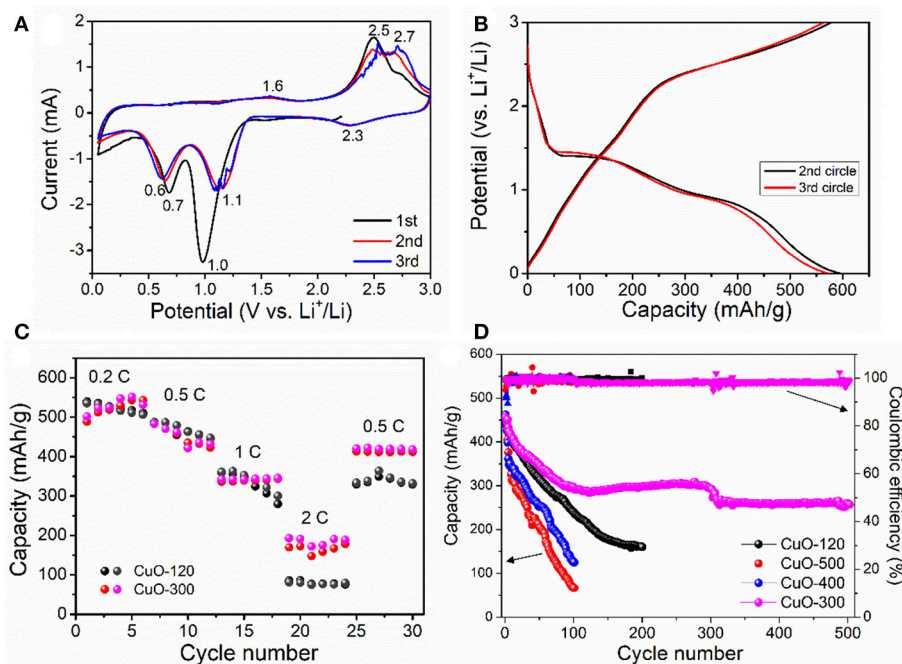 A
2.5
2.7
1.6
2.3
0.6
0.7
1.1
1.0
1st
2nd
3rd
2
1
0
-1
-2
-3
Current (mA)
0.0
0.5
1.0
1.5
2.0
2.5
3.0
Potential (V vs. Li⁺/Li)
B
3
2
1
0
Potential (vs. Li⁺/Li)
2nd circle
3rd circle
0
100
200
300
400
500
600
Capacity (mAh/g)
C
0.2 C
0.5 C
1 C
2 C
0.5 C
600
550
500
450
400
350
300
250
200
150
100
50
0
Capacity (mAh/g)
CuO-120
CuO-300
0
5
10
15
20
25
30
Cycle number
D
600
550
500
450
400
350
300
250
200
150
100
50
0
Capacity (mAh/g)
CuO-120
CuO-500
CuO-400
CuO-300
100
80
60
40
20
0
Coulombic efficiency (%)
0
100
200
300
400
500
Cycle number